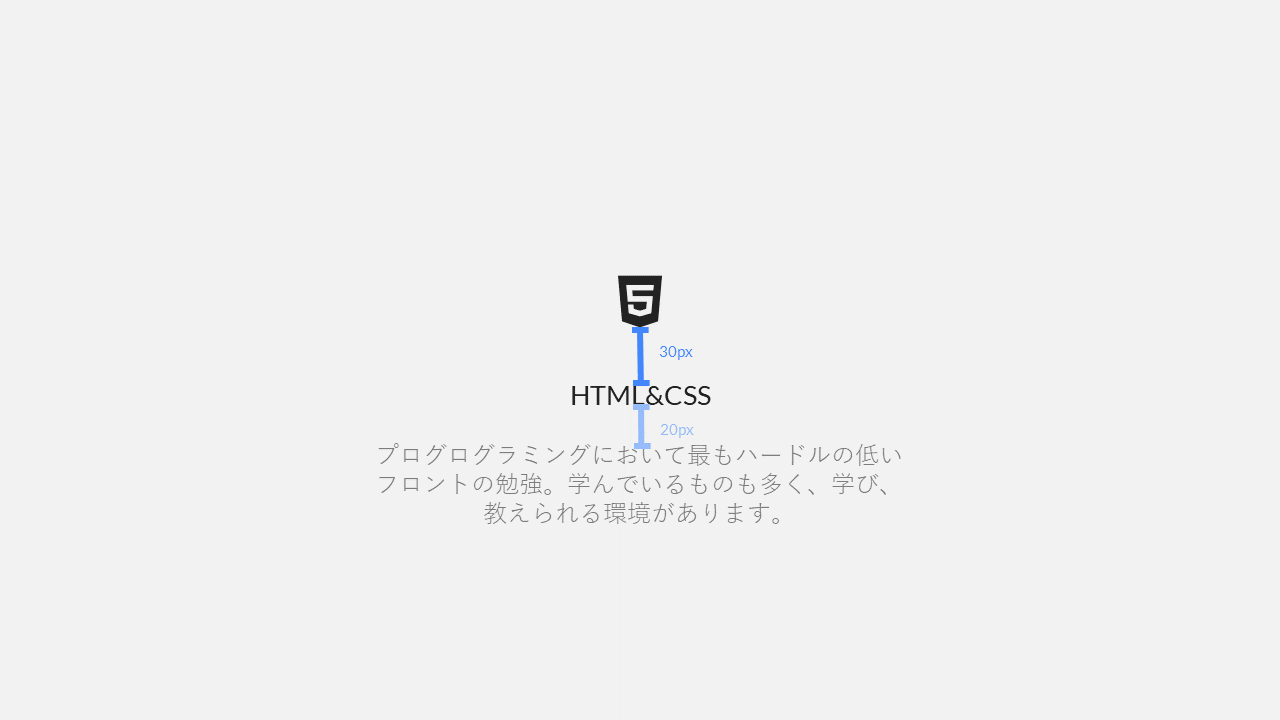 5
30px
HTML&CSS
20px
プログログラミングにおいて最もハードルの低い
フロントの勉強。学んでいるものも多く、学び、
教えられる環境があります。